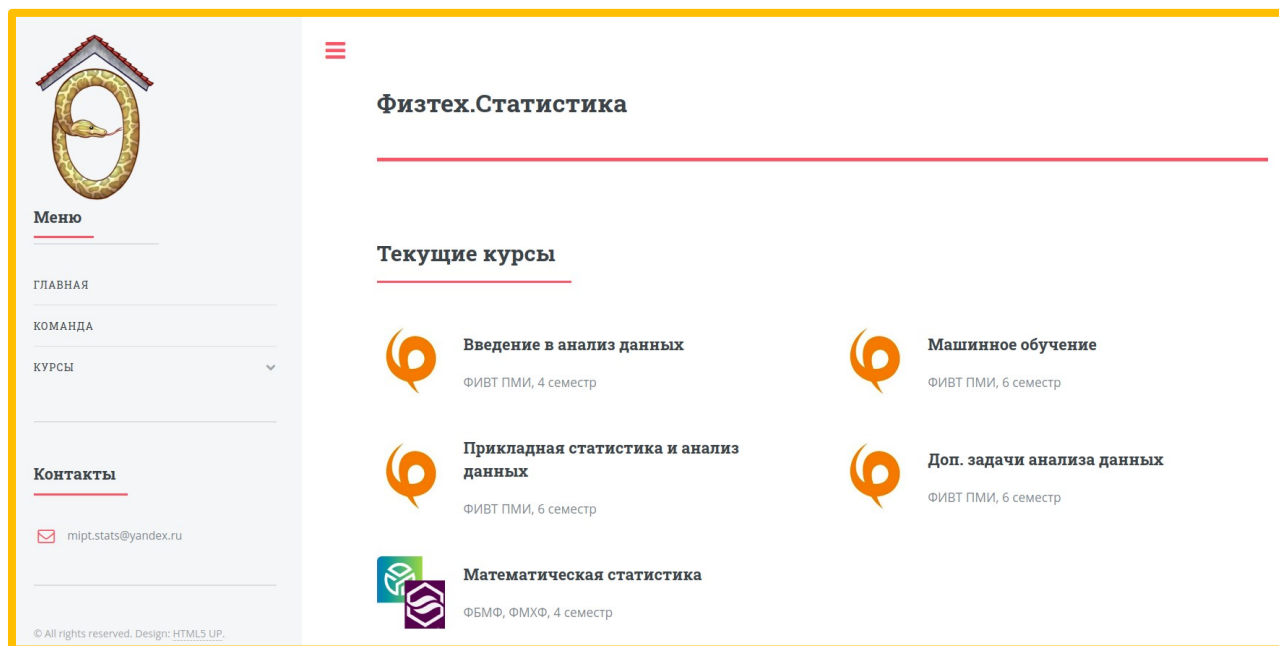 Меню
ГЛАВНАЯ
КОМАНДА
КУРСЫ
Контакты
mipt.stats@yandex.ru
© All rights reserved. Design: HTML5 UP.
Физтех.Статистика
Текущие курсы
Введение в анализ данных
ФИВТ ПМИ, 4 семестр
Машинное обучение
ФИВТ ПМИ, 6 семестр
Прикладная статистика и анализ
данных
ФИВТ ПМИ, 6 семестр
Доп. задачи анализа данных
ФИВТ ПМИ, 6 семестр
Математическая статистика
ФБМФ, ФМХФ, 4 семестр